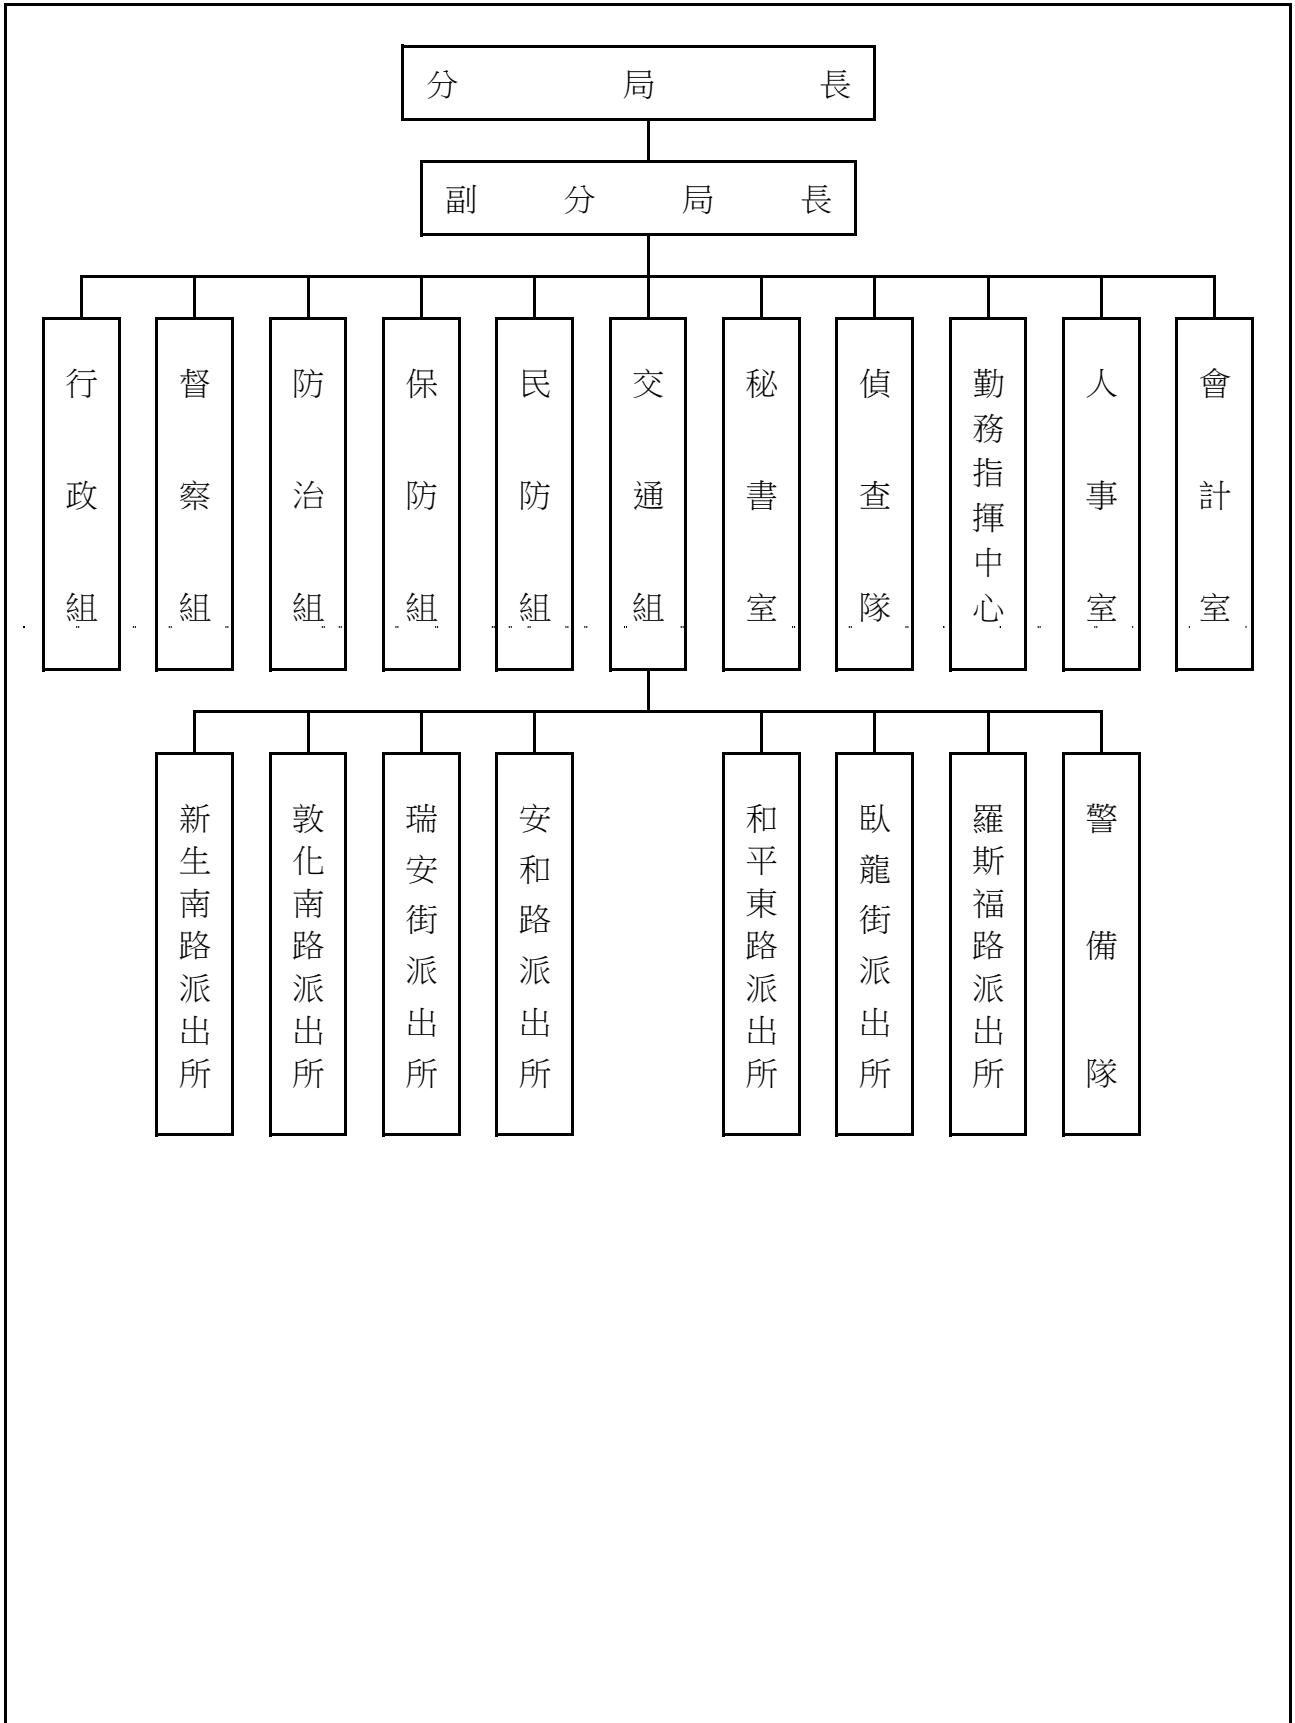 分局長
副分局長
行政組
督察組
防治組
保防組
民防組
交通組
秘書室
偵查隊
勤務指揮中心
人事室
會計室
新生南路派出所
敦化南路派出所
瑞安街派出所
安和路派出所
和平東路派出所
臥龍街派出所
羅斯福路派出所
警備隊